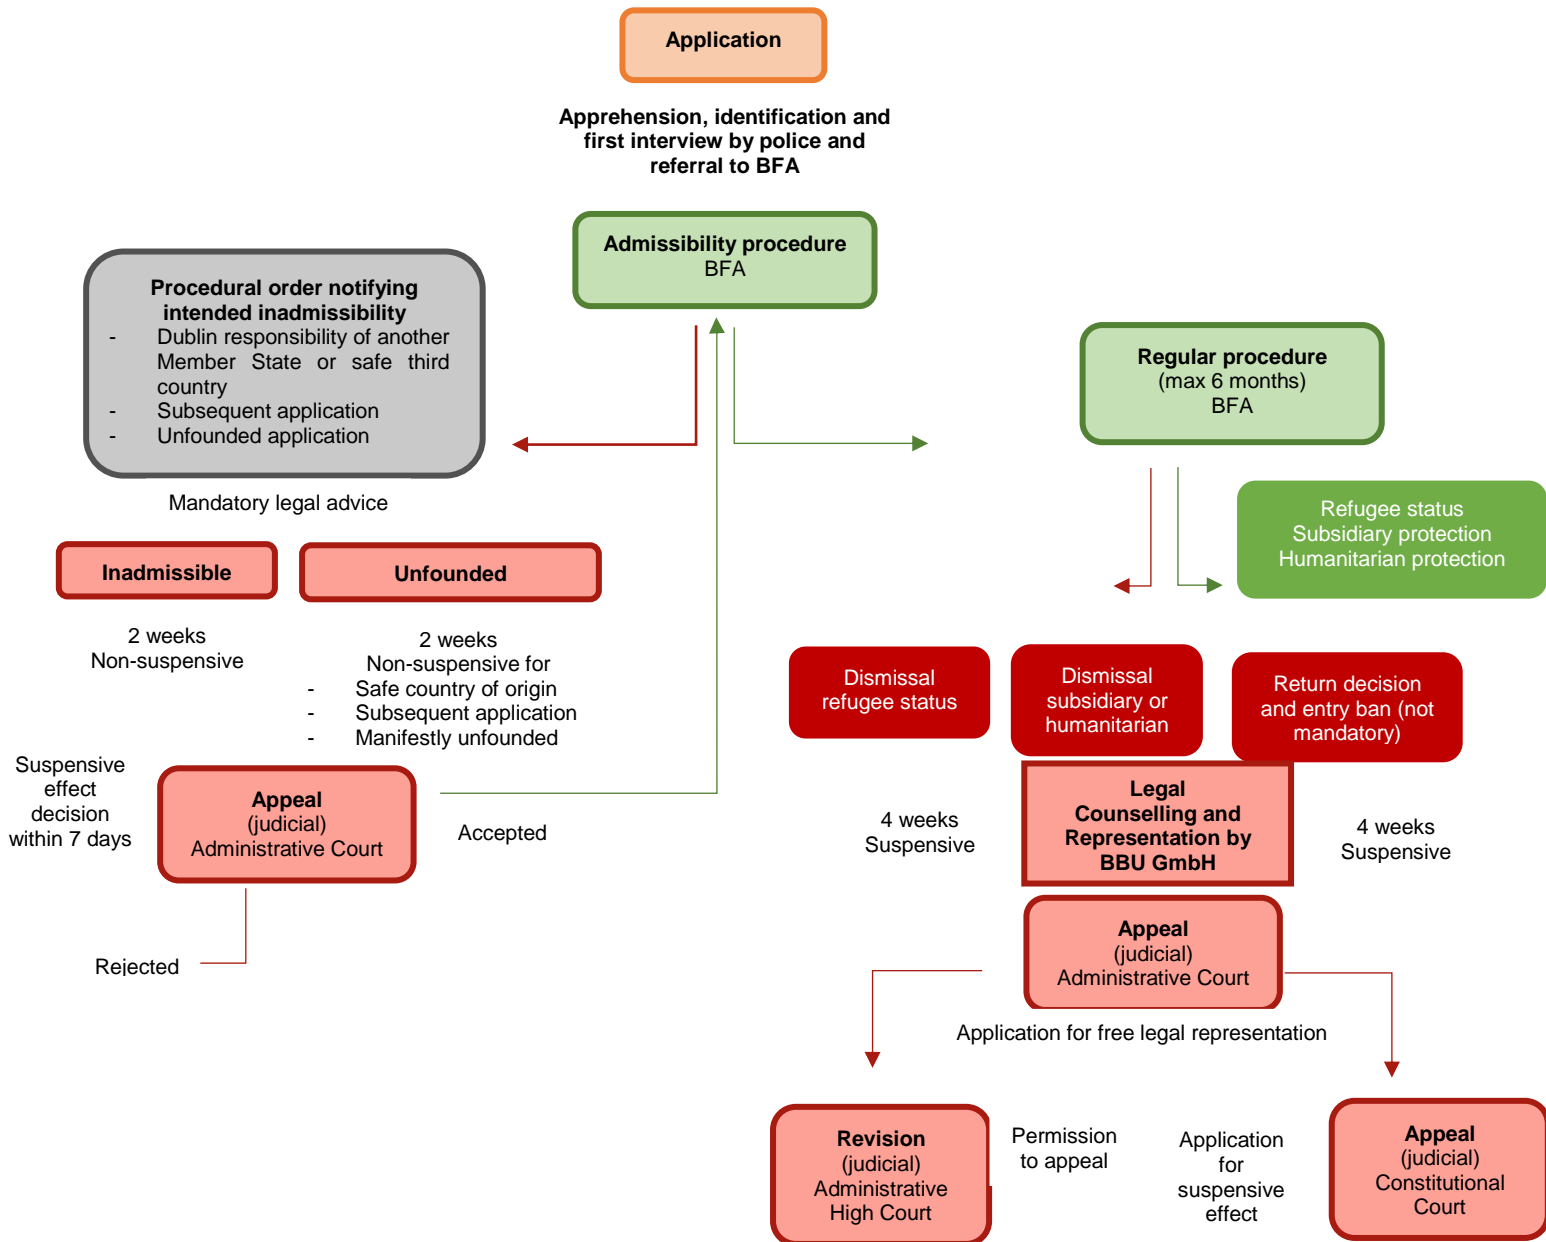 Application
Apprehension, identification and
first interview by police and
referral to BFA
Admissibility procedure
BFA
Procedural order notifying
intended inadmissibility
- Dublin responsibility of another
Member State or safe third
country
- Subsequent application
- Unfounded application
Mandatory legal advice
Regular procedure
(max 6 months)
BFA
Refugee status
Subsidiary protection
Humanitarian protection
Inadmissible
Unfounded
2 weeks
Non-suspensive
2 weeks
Non-suspensive for
- Safe country of origin
- Subsequent application
- Manifestly unfounded
Suspensive
effect
decision
within 7 days
Appeal
(judicial)
Administrative Court
Accepted
Rejected
Dismissal
refugee status
Dismissal
subsidiary or
humanitarian
Return decision
and entry ban (not
mandatory)
4 weeks
Suspensive
Legal
Counselling and
Representation by
BBU GmbH
4 weeks
Suspensive
Appeal
(judicial)
Administrative Court
Application for free legal representation
Revision
(judicial)
Administrative
High Court
Permission
to appeal
Application
for
suspensive
effect
Appeal
(judicial)
Constitutional
Court